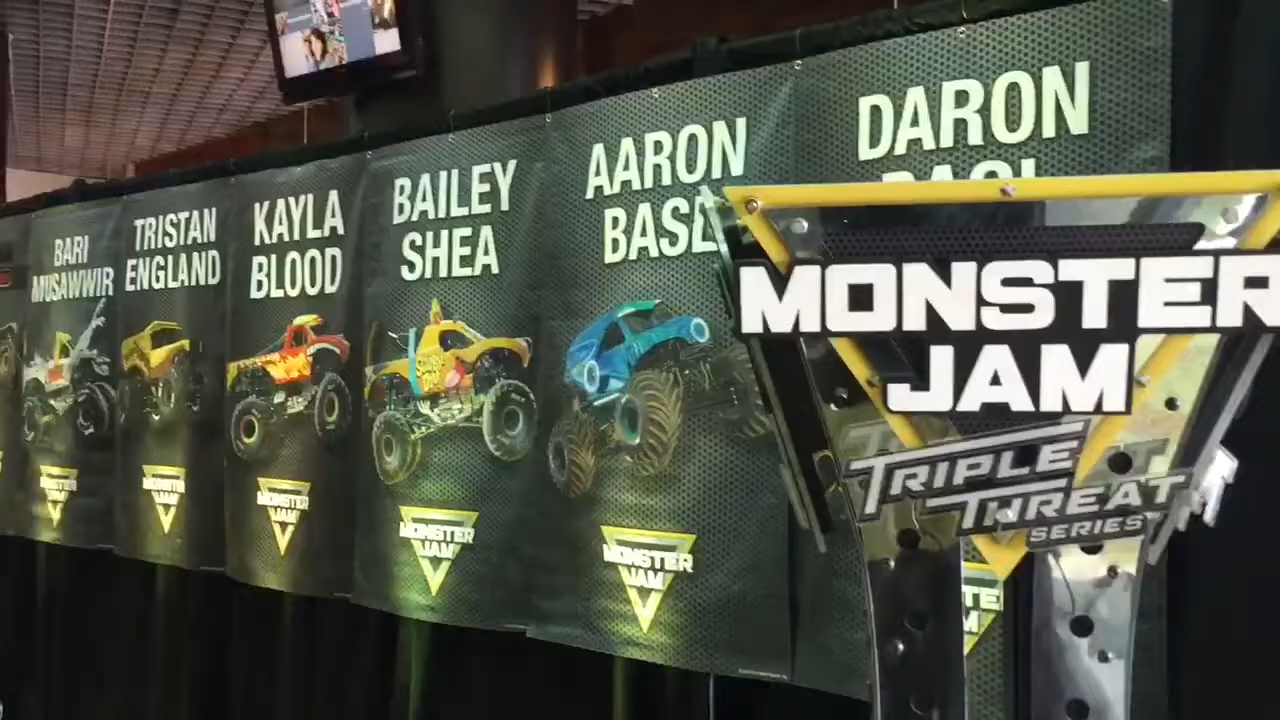 BARI
MUSAWWIR
TRISTAN
ENGLAND
KAYLA
BLOOD
BAILEY
SHEA
AARON
DARON
MONSTER
JAM
TRIPLE
THREAT
SERIES
MONSTER
JAM
MONSTER
JAM
MONSTER
JAM
MONSTER
JAM
MONSTER
JAM